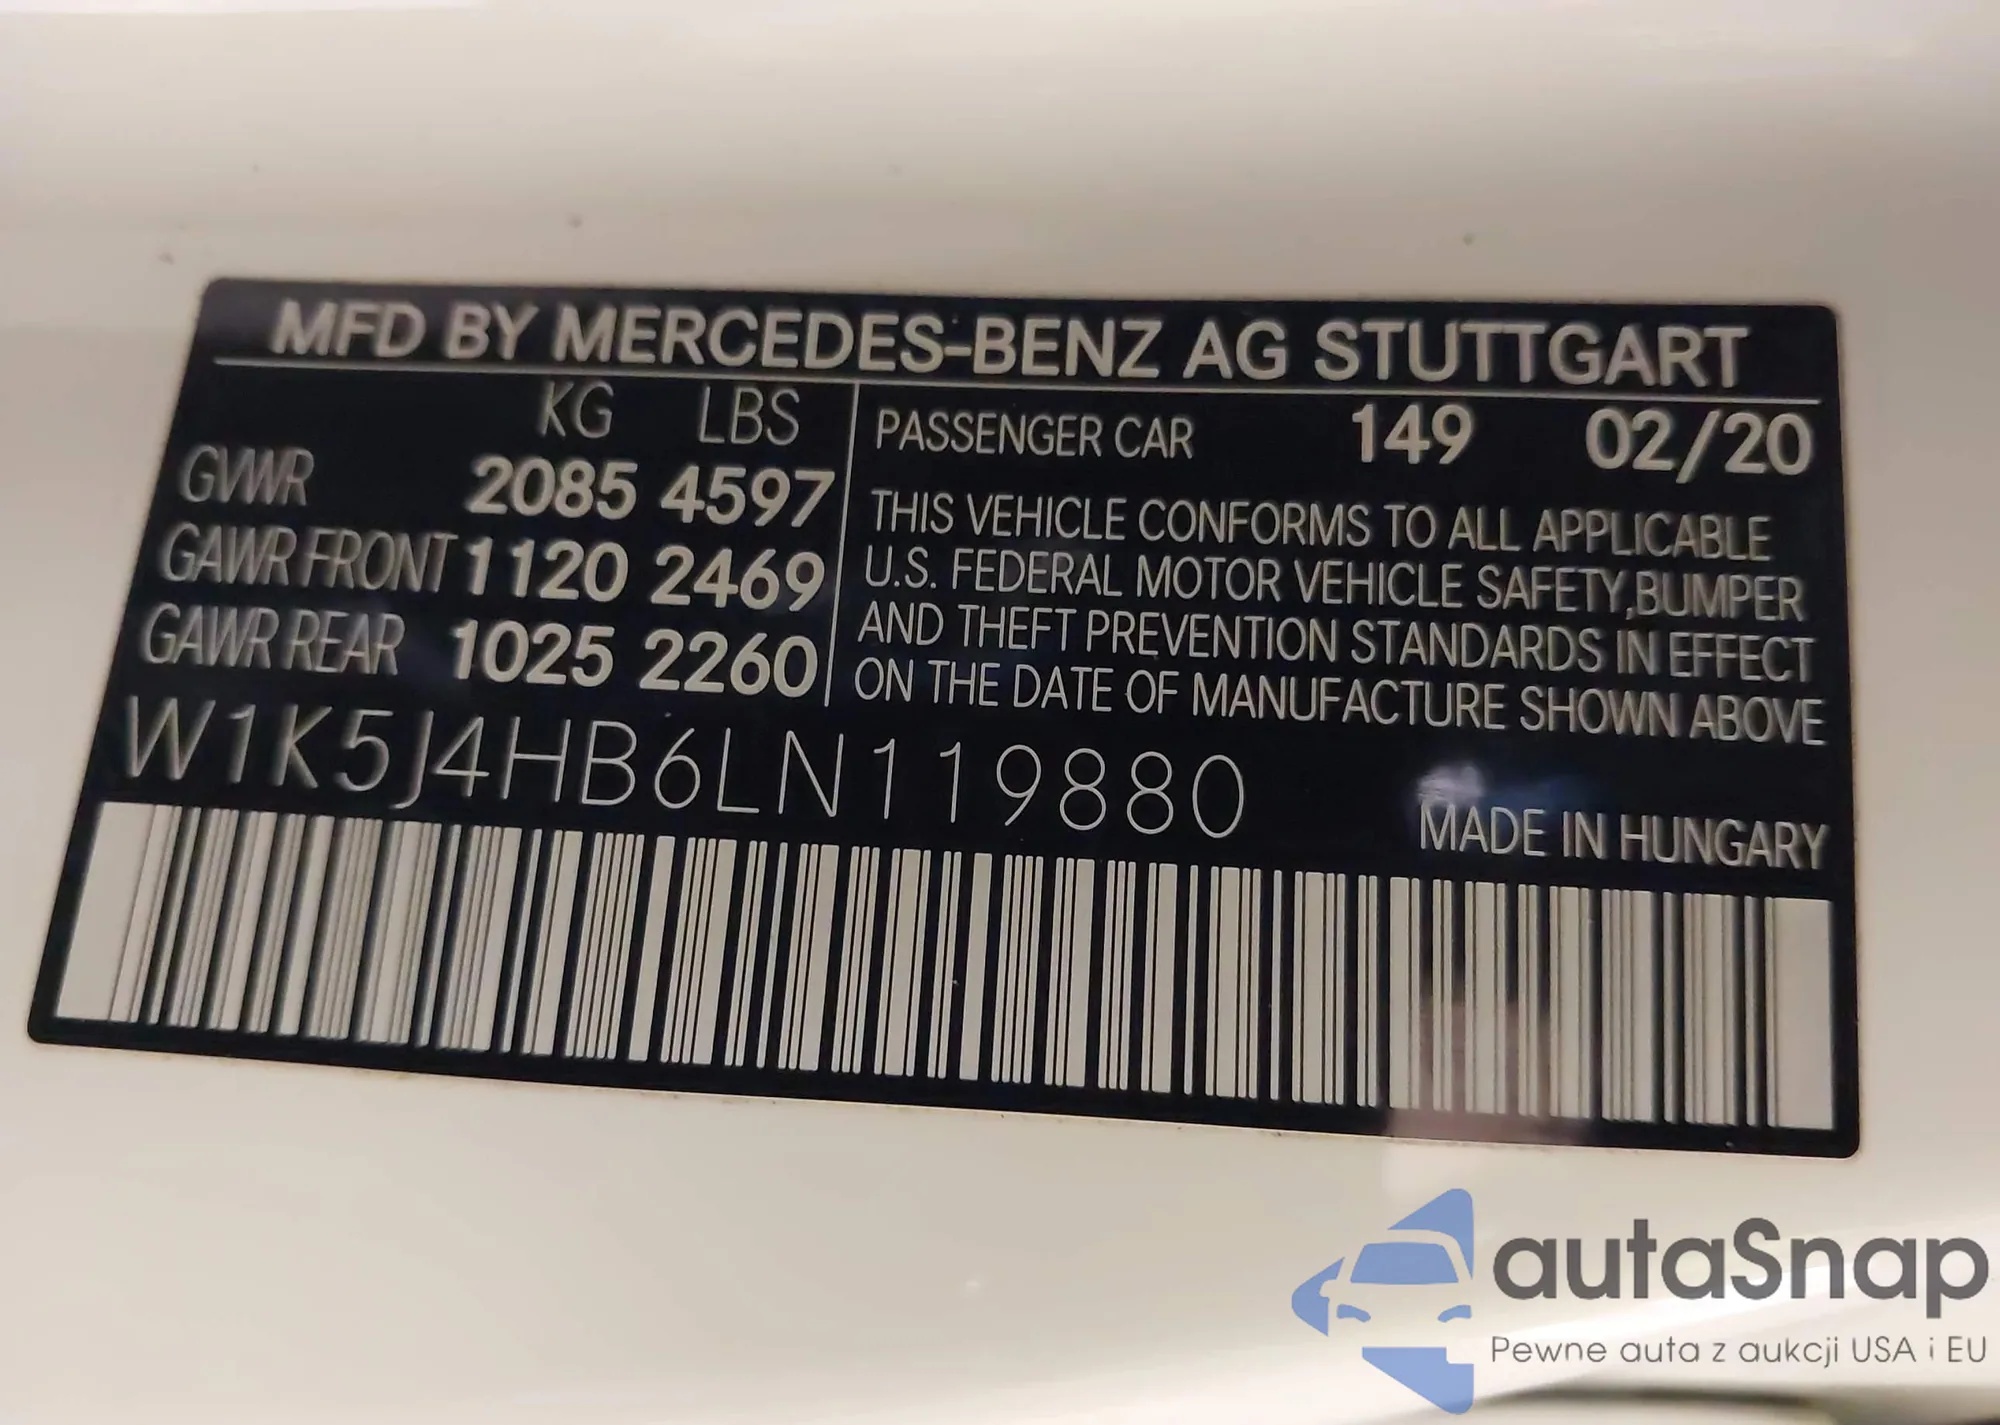 MFD BY MERCEDES-BENZ AG STUTTGART
KG LBS
GVWR 2085 4597
GAWR FRONT 1120 2469
GAWR REAR 1025 2260
PASSENGER CAR 149 02/20
THIS VEHICLE CONFORMS TO ALL APPLICABLE
U.S. FEDERAL MOTOR VEHICLE SAFETY,BUMPER
AND THEFT PREVENTION STANDARDS IN EFFECT
ON THE DATE OF MANUFACTURE SHOWN ABOVE
W1K5J4HB6LN119880
MADE IN HUNGARY
autaSnap
Pewne auta z aukcji USA i EU